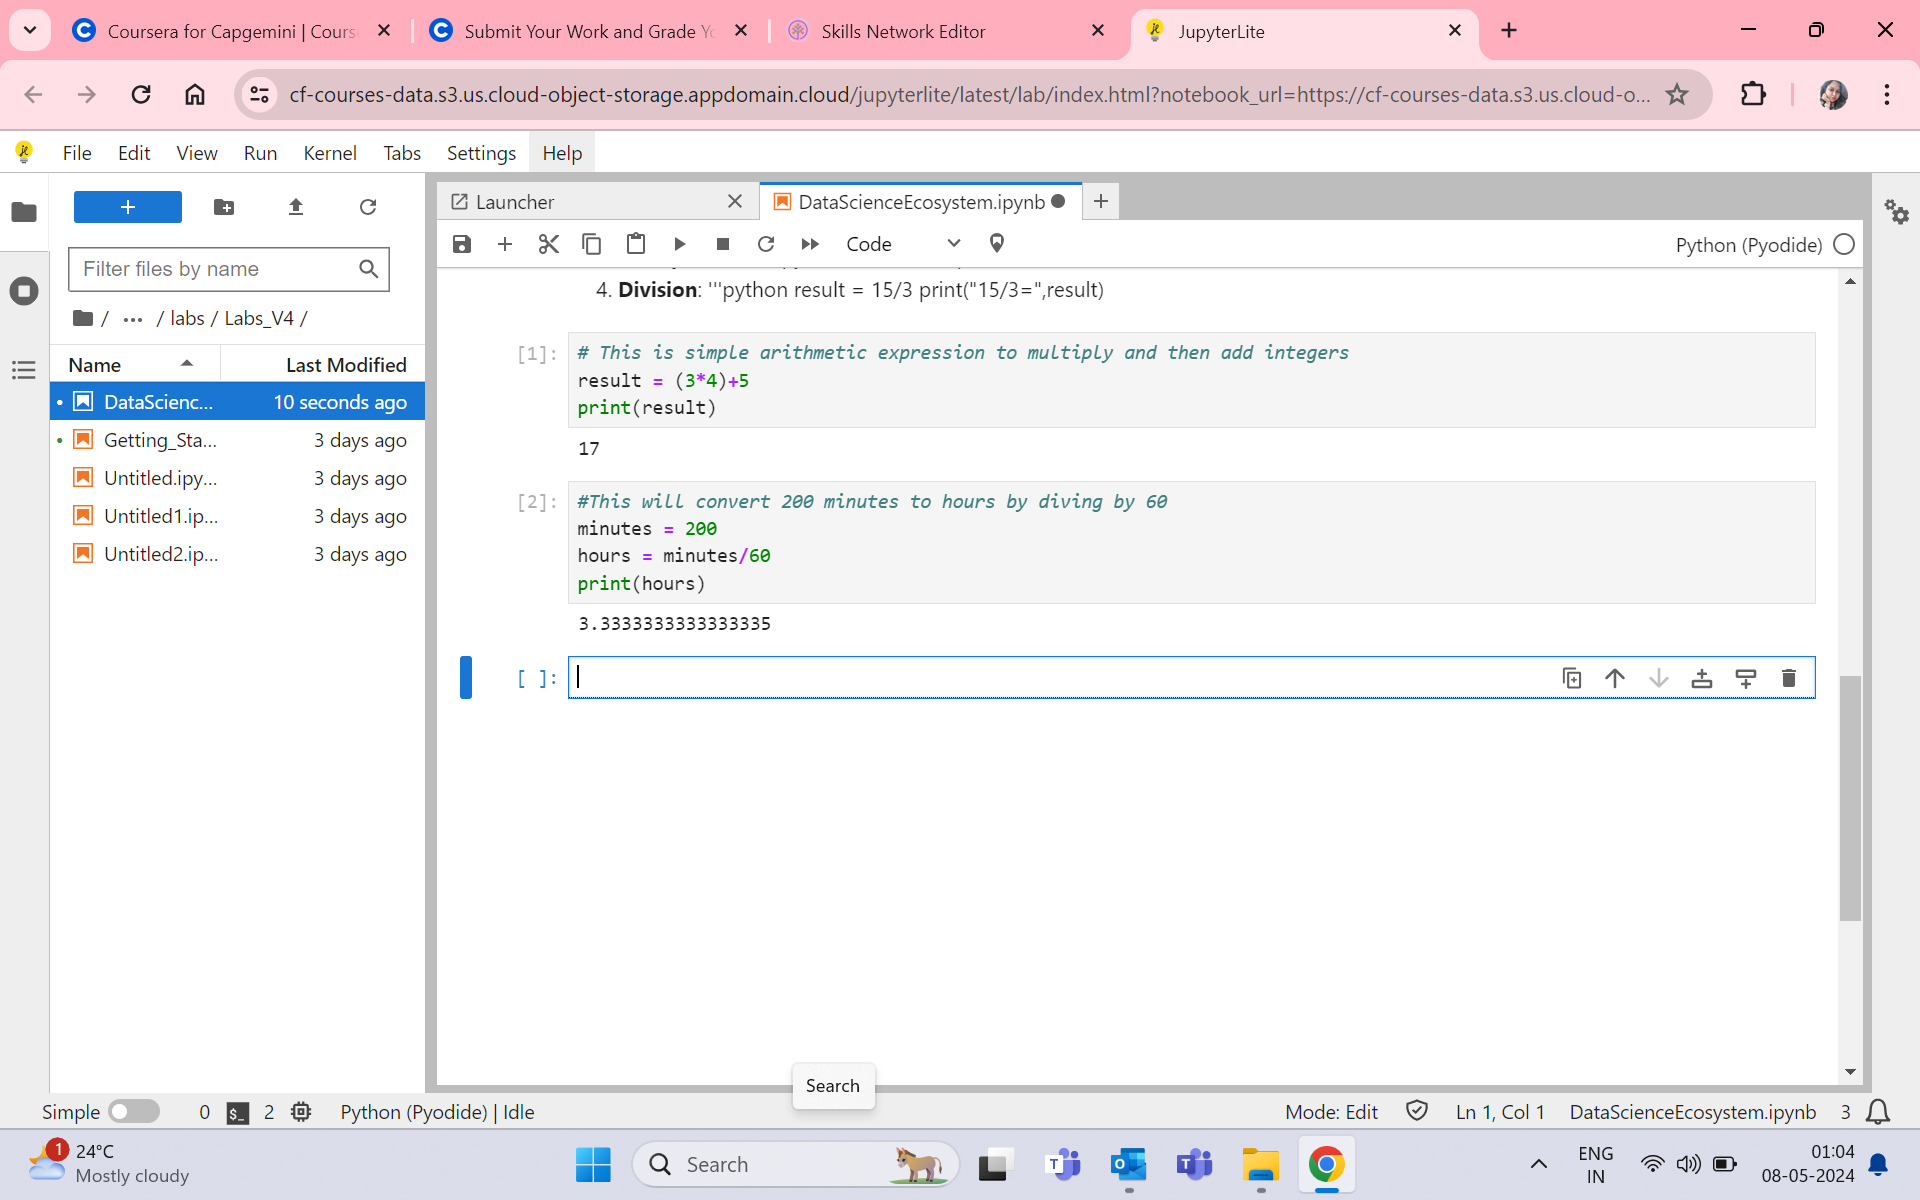 Coursera for Capgemini | Cours
Submit Your Work and Grade Yo
Skills Network Editor
JupyterLite
cf-courses-data.s3.us.cloud-object-storage.appdomain.cloud/jupyterlite/latest/lab/index.html?notebook_url=https://cf-courses-data.s3.us.cloud-o...
File Edit View Run Kernel Tabs Settings Help
Launcher
DataScienceEcosystem.ipynb
Code
Python (Pyodide)
Filter files by name
/ ... / labs / Labs_V4 /
Name Last Modified
DataScienc... 10 seconds ago
Getting_Sta... 3 days ago
Untitled.ipy... 3 days ago
Untitled1.ip... 3 days ago
Untitled2.ip... 3 days ago
4. Division: '''python result = 15/3 print("15/3=",result)
[1]: # This is simple arithmetic expression to multiply and then add integers
result = (3*4)+5
print(result)
17
[2]: #This will convert 200 minutes to hours by diving by 60
minutes = 200
hours = minutes/60
print(hours)
3.3333333333333335
[ ]:
Search
Simple 0 $_ 2 Python (Pyodide) | Idle
Mode: Edit Ln 1, Col 1 DataScienceEcosystem.ipynb 3
1
24°C
Mostly cloudy
Search
ENG
IN
01:04
08-05-2024